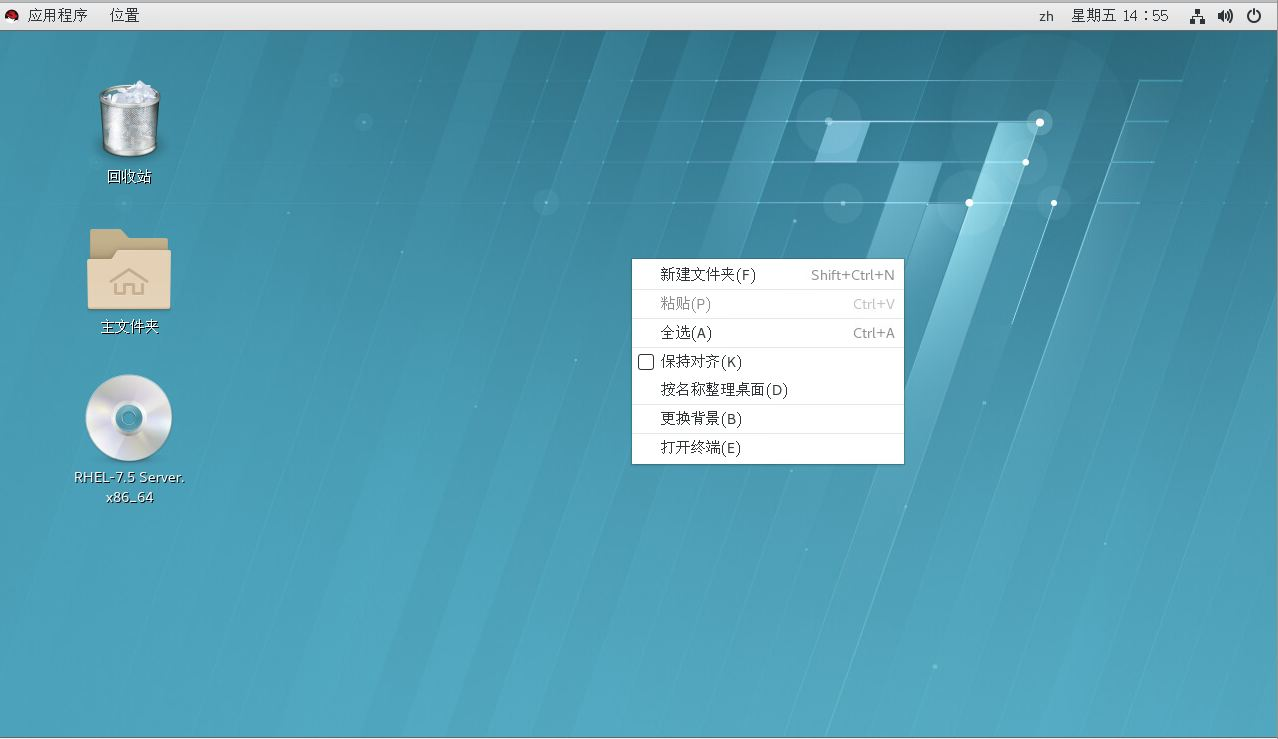 应用程序 位置 zh 星期五 14：55
回收站
主文件夹
RHEL-7.5 Server.
x86_64
新建文件夹(F) Shift+Ctrl+N
粘贴(P) Ctrl+V
全选(A) Ctrl+A
保持对齐(K)
按名称整理桌面(D)
更换背景(B)
打开终端(E)